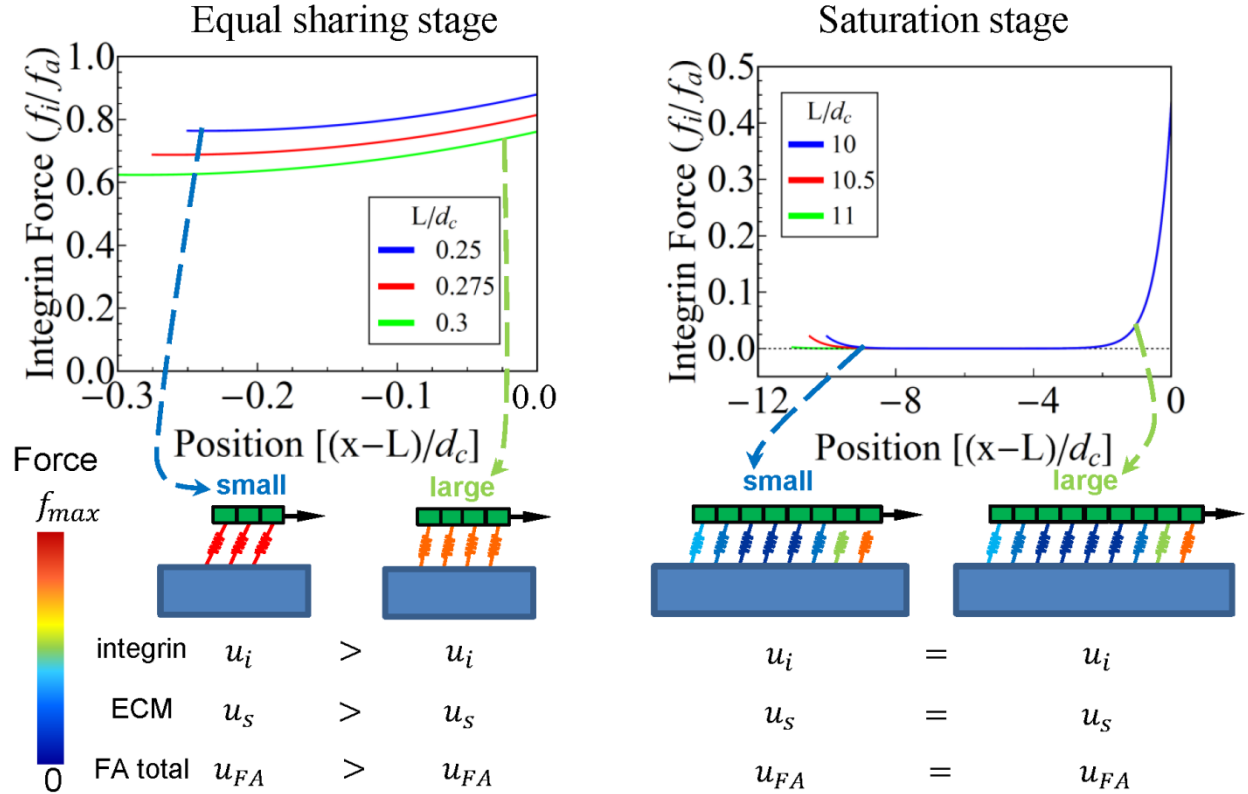 Equal sharing stage
Saturation stage
Integrin Force (f_i/f_a)
1.0
0.8
0.6
0.4
0.2
0.0
L/d_c
0.25
0.275
0.3
−0.3
−0.2
−0.1
0.0
Position [(x−L)/d_c]
Integrin Force (f_i/f_a)
0.5
0.4
0.3
0.2
0.1
0.0
L/d_c
10
10.5
11
−12
−8
−4
0
Position [(x−L)/d_c]
Force
f_max
0
small
large
small
large
integrin u_i > u_i u_i = u_i
ECM u_s > u_s u_s = u_s
FA total u_FA > u_FA u_FA = u_FA